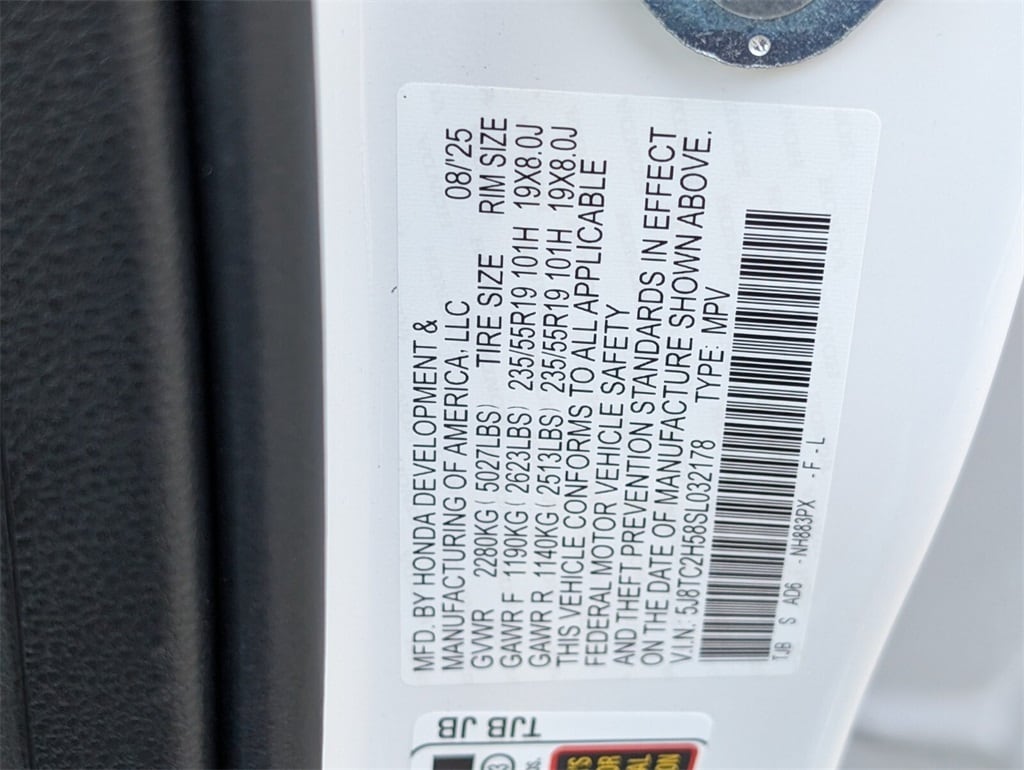 MFD. BY HONDA DEVELOPMENT &
MANUFACTURING OF AMERICA, LLC 08/'25
GVWR 2280KG ( 5027LBS) TIRE SIZE RIM SIZE
GAWR F 1190KG ( 2623LBS) 235/55R19 101H 19X8.0J
GAWR R 1140KG ( 2513LBS) 235/55R19 101H 19X8.0J
THIS VEHICLE CONFORMS TO ALL APPLICABLE
FEDERAL MOTOR VEHICLE SAFETY
AND THEFT PREVENTION STANDARDS IN EFFECT
ON THE DATE OF MANUFACTURE SHOWN ABOVE.
V.I.N.: 5J8TC2H58SL032178 TYPE: MPV
TJB S AD6 - NH883PX - F - L
TJB JB